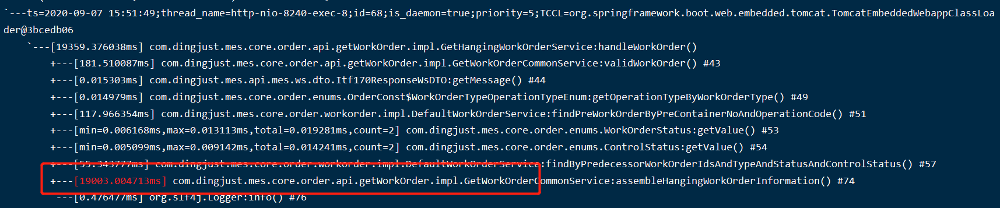 `---ts=2020-09-07 15:51:49;thread_name=http-nio-8240-exec-8;id=68;is_daemon=true;priority=5;TCCL=org.springframework.boot.web.embedded.tomcat.TomcatEmbeddedWebappClassLoa
der@3bcedb06
`---[19359.376038ms] com.dingjust.mes.core.order.api.getWorkOrder.impl.GetHangingWorkOrderService:handleWorkOrder()
+---[181.510087ms] com.dingjust.mes.core.order.api.getWorkOrder.impl.GetWorkOrderCommonService:validWorkOrder() #43
+---[0.015303ms] com.dingjust.mes.api.mes.ws.dto.Itf170ResponseWsDTO:getMessage() #44
+---[0.014979ms] com.dingjust.mes.core.order.enums.OrderConst$WorkOrderTypeOperationTypeEnum:getOperationTypeByWorkOrderType() #49
+---[117.966354ms] com.dingjust.mes.core.order.workorder.impl.DefaultWorkOrderService:findPreWorkOrderByPreContainerNoAndOperationCode() #51
+---[min=0.006168ms,max=0.013113ms,total=0.019281ms,count=2] com.dingjust.mes.core.order.enums.WorkOrderStatus:getValue() #53
+---[min=0.005099ms,max=0.009142ms,total=0.014241ms,count=2] com.dingjust.mes.core.order.enums.ControlStatus:getValue() #54
+---[55.343777ms] com.dingjust.mes.core.order.workorder.impl.DefaultWorkOrderService:findByPredecessorWorkOrderIdsAndTypeAndStatusAndControlStatus() #57
+---[19003.004713ms] com.dingjust.mes.core.order.api.getWorkOrder.impl.GetWorkOrderCommonService:assembleHangingWorkOrderInformation() #74
---[0.476477ms] org.slf4j.Logger:info() #76